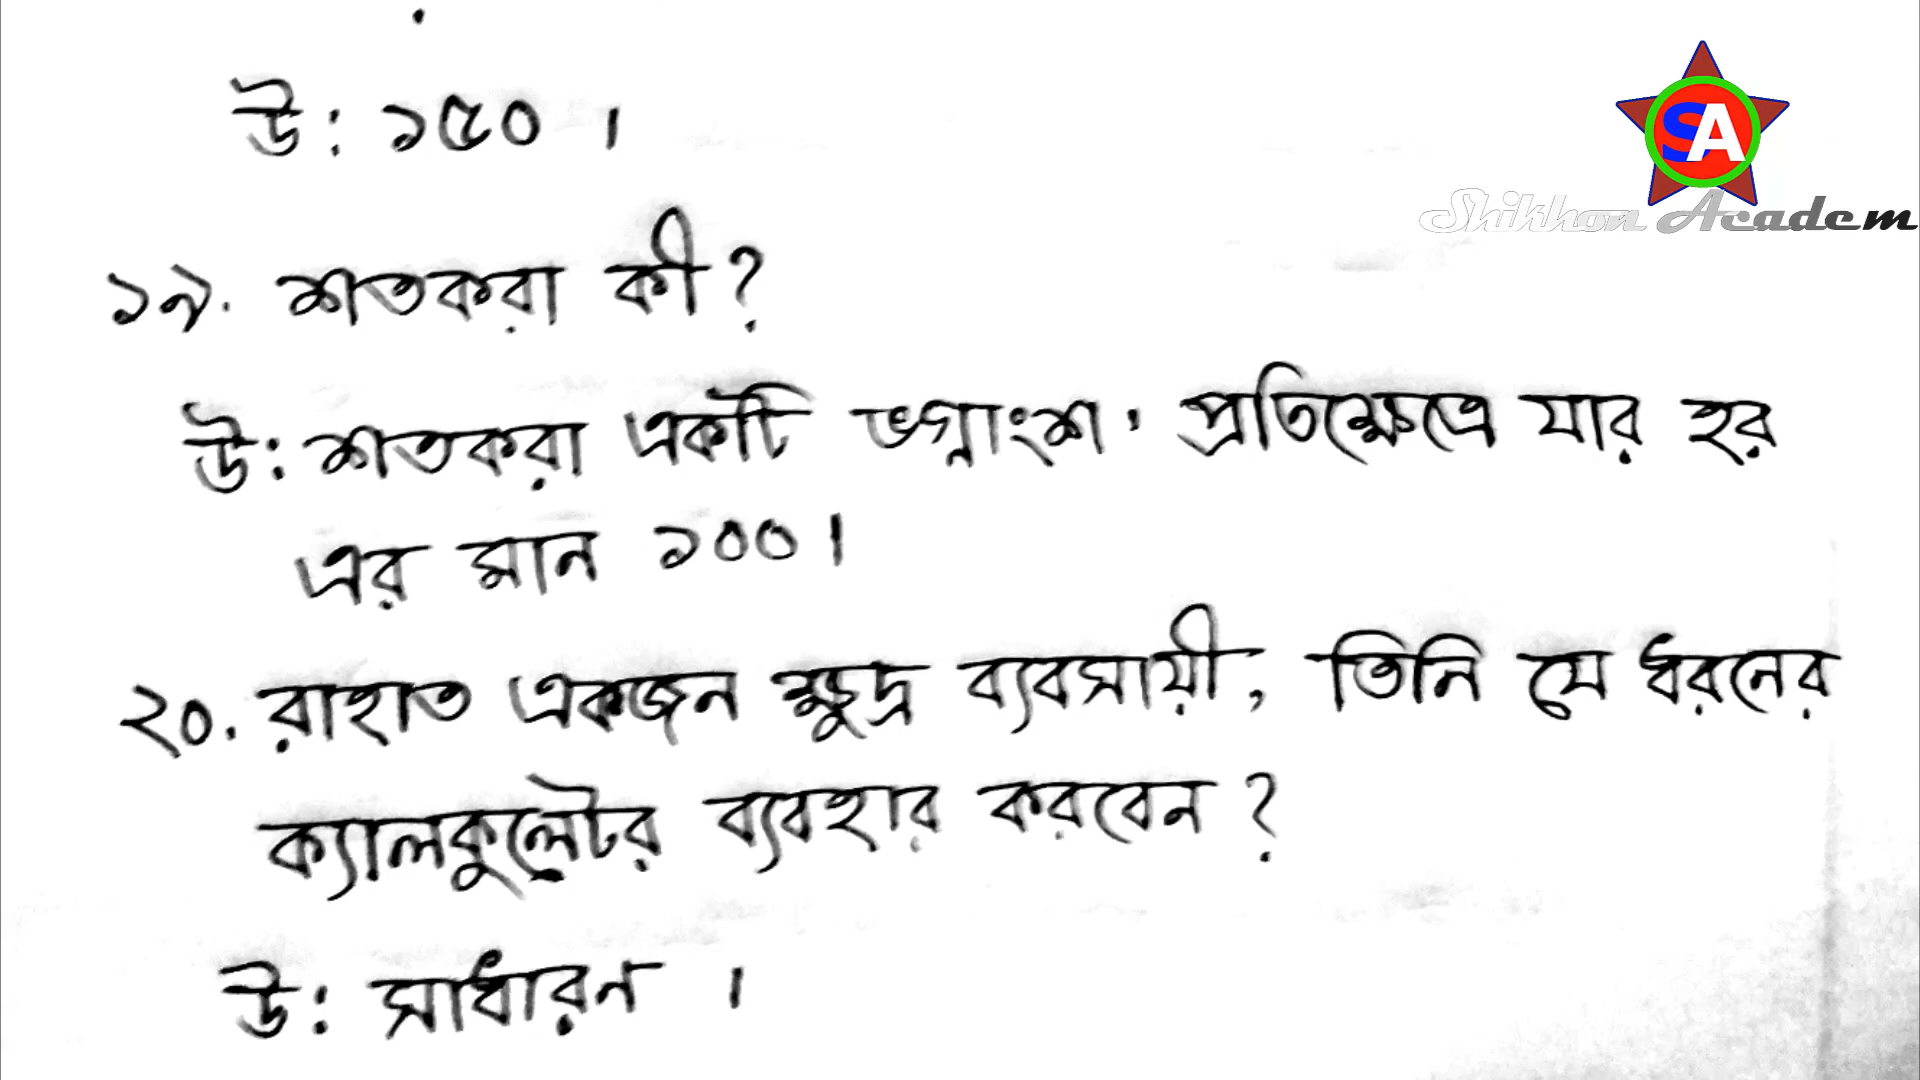 উ: ১৫০ ।
SA
Shikhon Academ
১৯. শতকরা কী?
উ: শতকরা একটি ভগ্নাংশ, প্রতিক্ষেত্রে যার হর
এর মান ১০০।
২০. রাহাত একজন ক্ষুদ্র ব্যবসায়ী, তিনি যে ধরনের
ক্যালকুলেটর ব্যবহার করবেন ?
উ: সাধারন ।